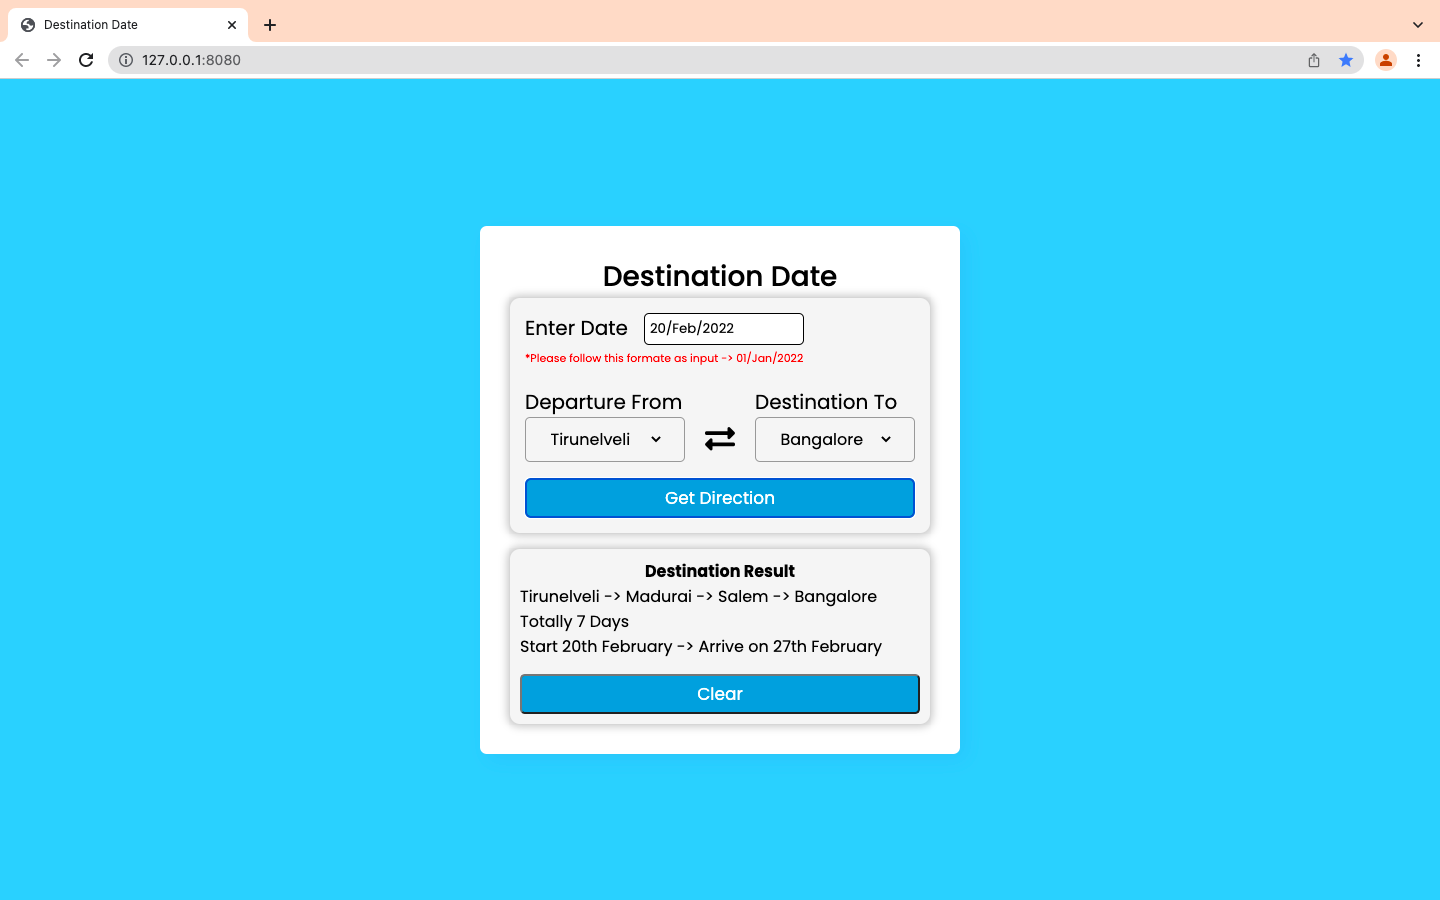 Destination Date
127.0.0.1:8080
Destination Date
Enter Date 20/Feb/2022
*Please follow this formate as input -> 01/Jan/2022
Departure From Destination To
Tirunelveli Bangalore
Get Direction
Destination Result
Tirunelveli -> Madurai -> Salem -> Bangalore
Totally 7 Days
Start 20th February -> Arrive on 27th February
Clear